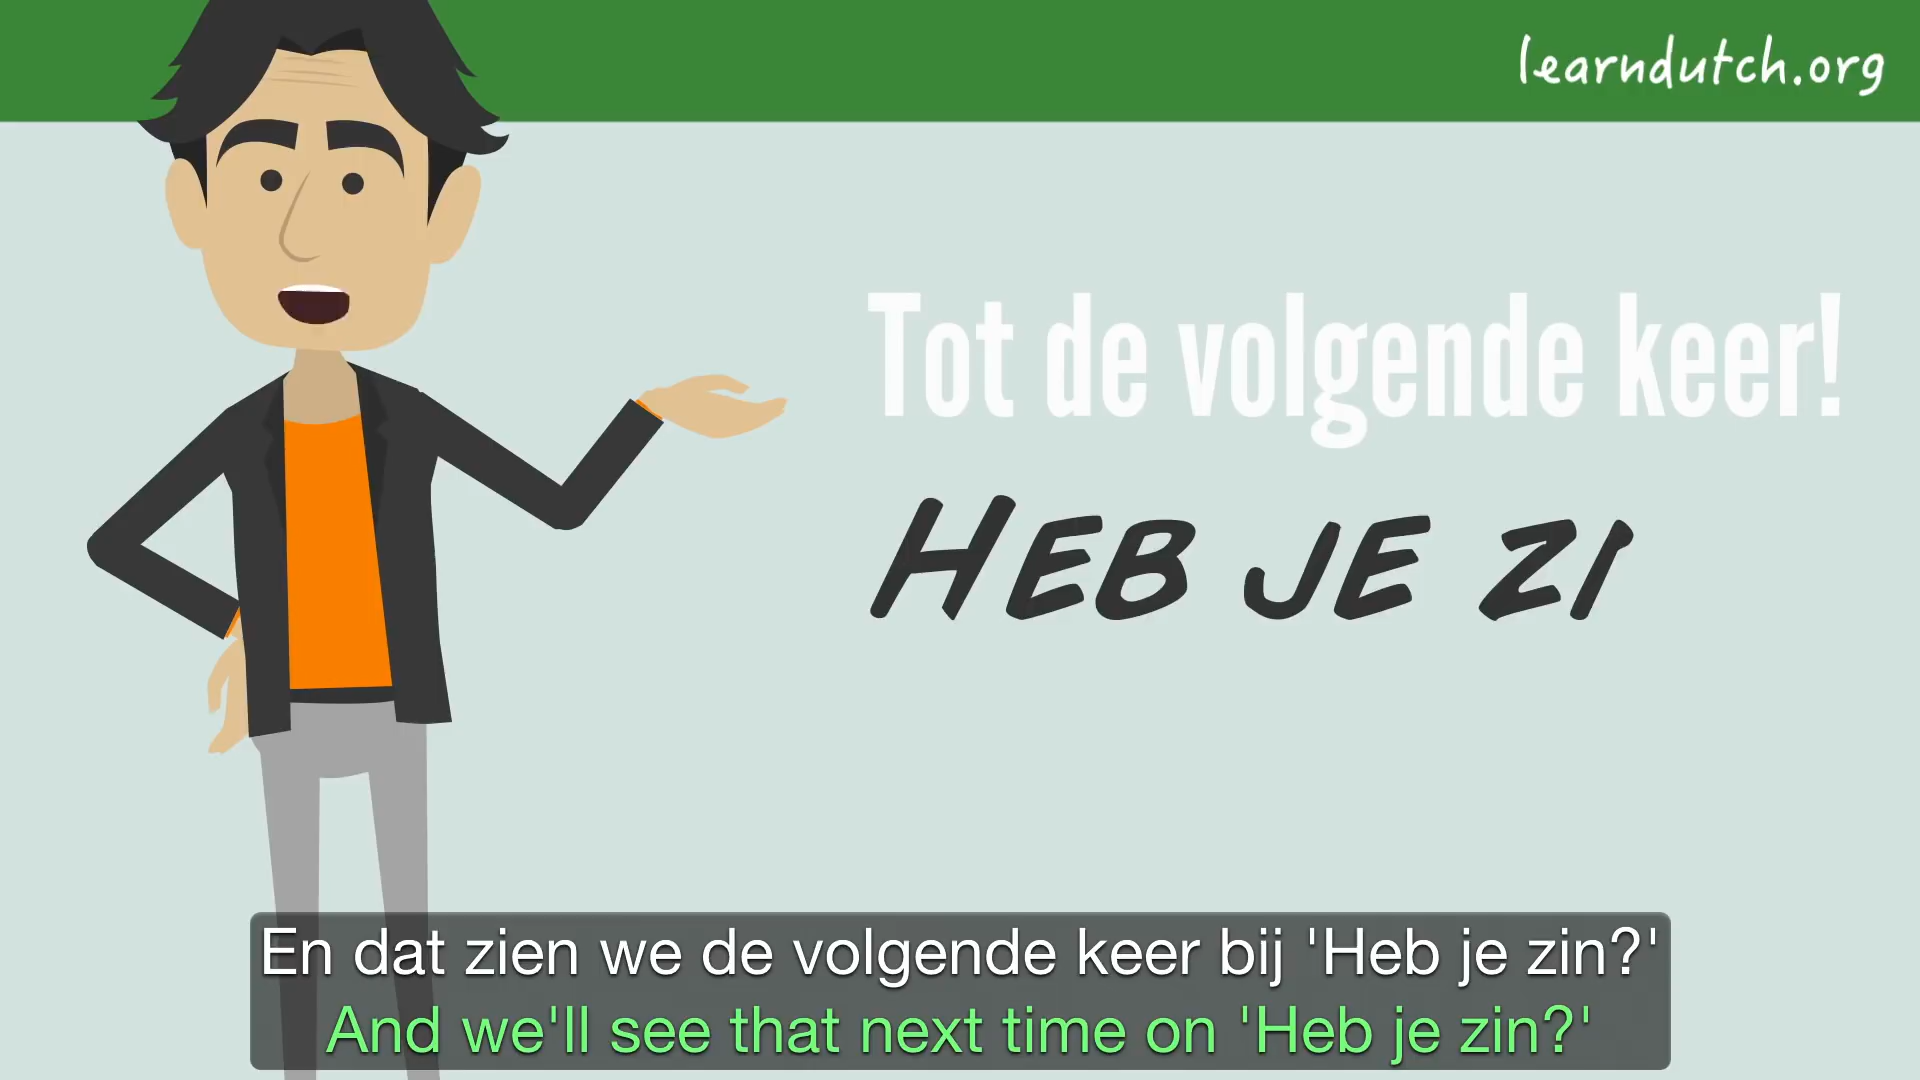 learndutch.org
Tot de volgende keer!
HEB JE ZI
En dat zien we de volgende keer bij 'Heb je zin?'
And we'll see that next time on 'Heb je zin?'